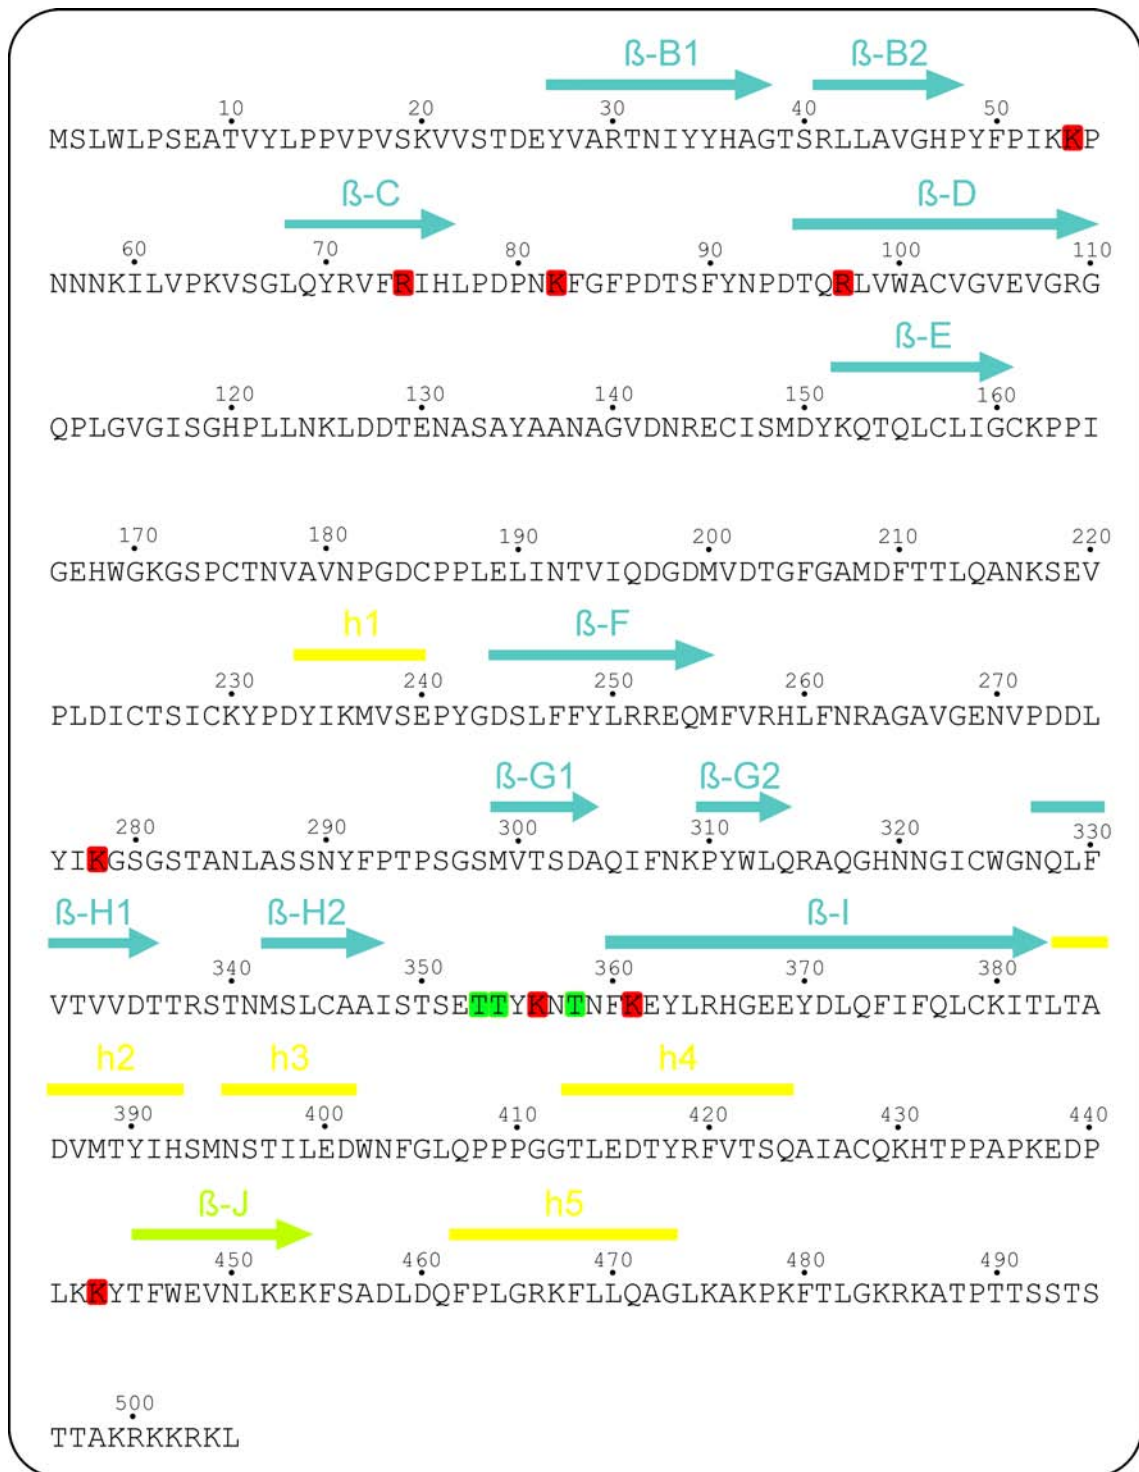 ß-B1 ß-B2
10 20 30 40 50
MSLWLPSEATVYLPPVPVSKVVSTDEYVARTNIYYHAGTSRLLAVGHPYFPIKKP
ß-C ß-D
60 70 80 90 100 110
NNNKILVPKVSGLQYRVFRIHLPDPNKFGFPDTSFYNPDTQRLVWACVGVEVGRG
ß-E
120 130 140 150 160
QPLGVGISGHPLLNKLDDTENASAYAANAGVDNRECISMDYKQTQLCLIGCKPPI
170 180 190 200 210 220
GEHWGKGSPCTNVAVNPGDCPPLELINTVIQDGDMVDTGFGAMDFTTLQANKSEV
h1 ß-F
230 240 250 260 270
PLDICTSICKYPDYIKMVSEPYGDSLFFYLRREQMFVRHLFNRAGAVGENVPDDL
ß-G1 ß-G2
280 290 300 310 320 330
YIKGSGSTANLASSNYFPTPSGSMVTSDAQIFNKPYWLQRAQGHNNGICWGNQLF
ß-H1 ß-H2 ß-I
340 350 360 370 380
VTVVDTTRSTNMSLCAAISTSETTYKNTNFKEYLRHGEEYDLQFIFQLCKITLTA
h2 h3 h4
390 400 410 420 430 440
DVMTYIHSMNSTILEDWNFGLQPPPGGTLEDTYRFVTSQAIACQKHTPPAPKEDP
ß-J h5
450 460 470 480 490
LKKYTFWEVNLKEKFSADLDQFPLGRKFLLQAGLKAKPKFTLGKRKATPTTSSTS
500
TTAKRKKRKL